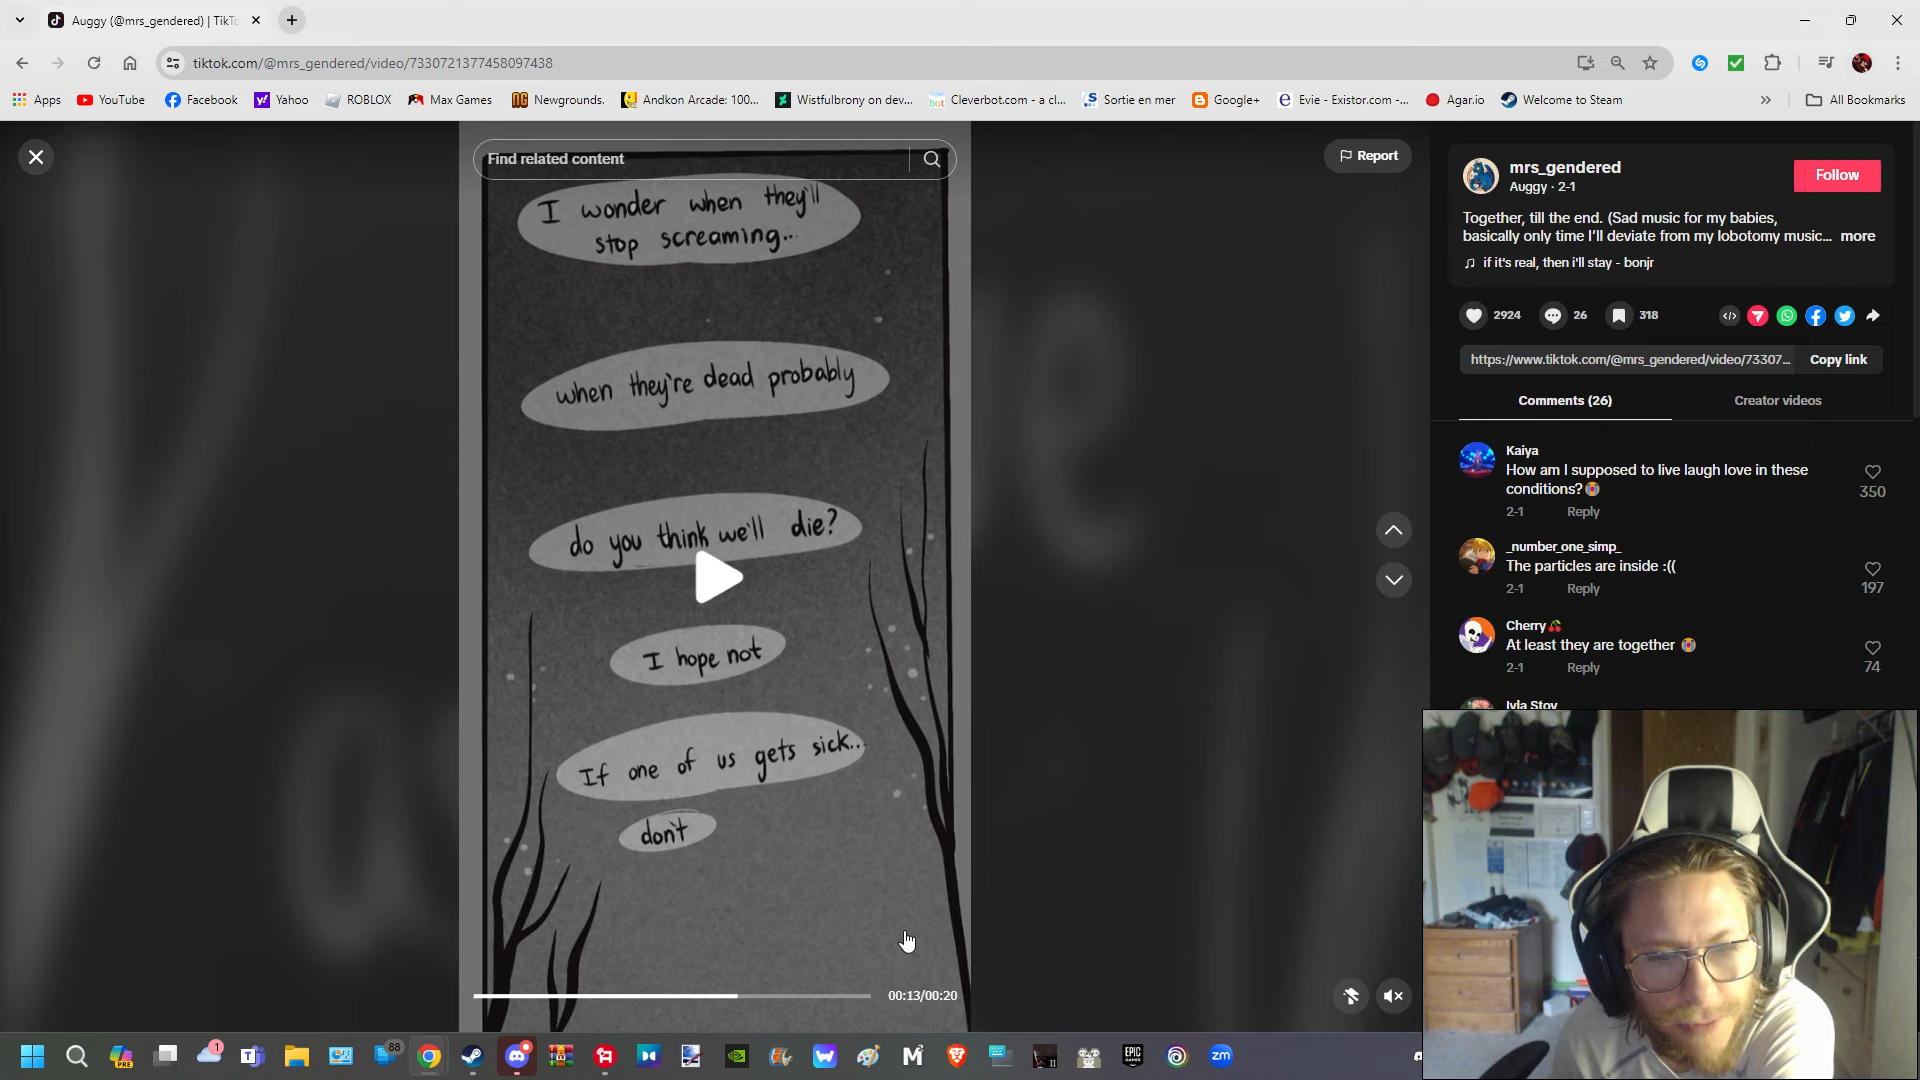 Auggy (@mrs_gendered) | TikTo
tiktok.com/@mrs_gendered/video/7330721377458097438
Apps
YouTube
Facebook
Yahoo
ROBLOX
Max Games
Newgrounds.
Andkon Arcade: 100...
Wistfulbrony on dev...
Cleverbot.com - a cl...
Sortie en mer
Google+
Evie - Existor.com -...
Agar.io
Welcome to Steam
»
All Bookmarks
Find related content
Report
I wonder when they'll
stop screaming...
when they're dead probably
do you think we'll die?
I hope not
If one of us gets sick...
don't
00:13/00:20
mrs_gendered
Auggy · 2-1
Follow
Together, till the end. (Sad music for my babies,
basically only time I'll deviate from my lobotomy music... more
if it's real, then i'll stay - bonjr
2924
26
318
https://www.tiktok.com/@mrs_gendered/video/73307...
Copy link
Comments (26)
Creator videos
Kaiya
How am I supposed to live laugh love in these
conditions?
350
2-1 Reply
_number_one_simp_
The particles are inside :((
197
2-1 Reply
Cherry
At least they are together
74
2-1 Reply
Iyla Stov
1
88
PRE
EPIC
GAMES
zm